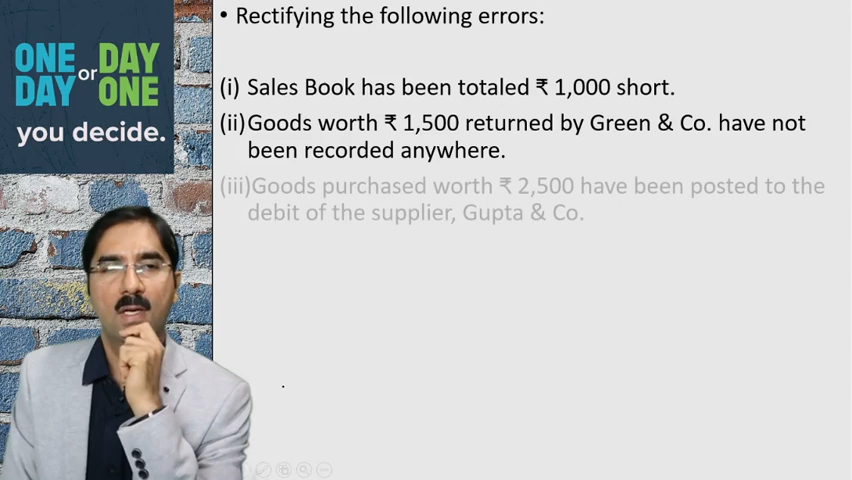 ONE or DAY
DAY ONE
you decide.
• Rectifying the following errors:
(i) Sales Book has been totaled ₹ 1,000 short.
(ii)Goods worth ₹ 1,500 returned by Green & Co. have not
been recorded anywhere.
(iii)Goods purchased worth ₹ 2,500 have been posted to the
debit of the supplier, Gupta & Co.